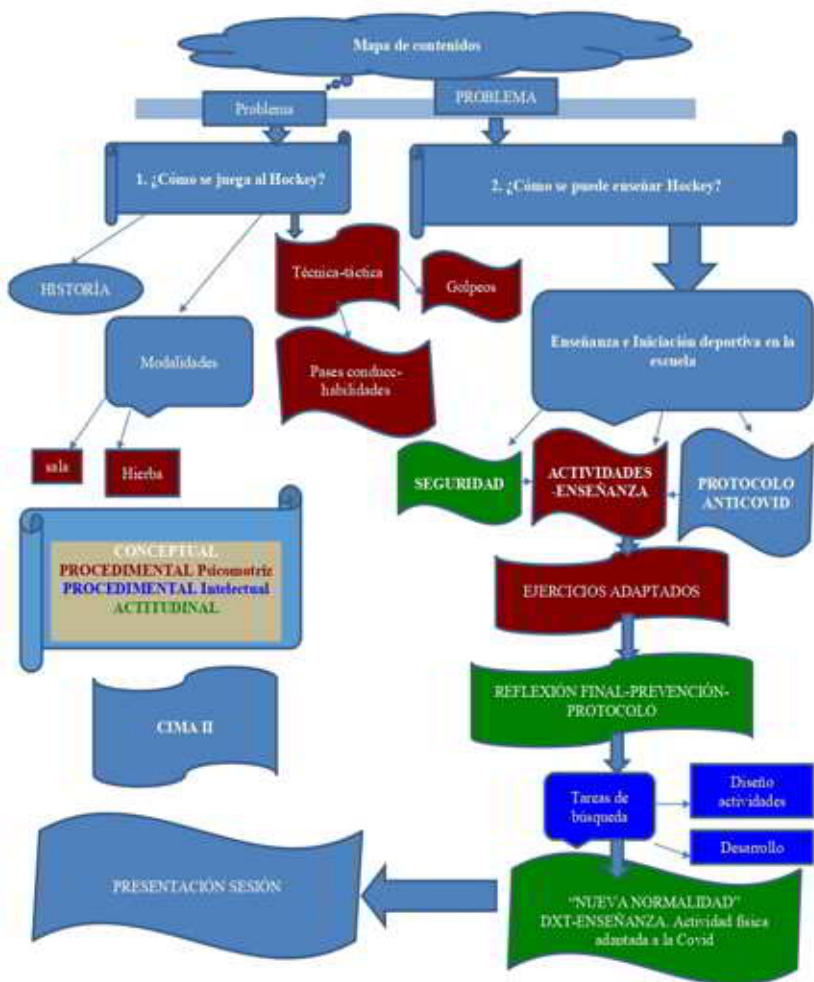 Mapa de contenidos
Problema
PROBLEMA
1. ¿Cómo se juega al Hockey?
2. ¿Cómo se puede enseñar Hockey?
HISTORÍA
Técnica-táctica
Golpeos
Modalidades
Pases conducc-
habilidades
Enseñanza e Iniciación deportiva en la
escuela
sala
Hierba
SEGURIDAD
ACTIVIDADES
-ENSEÑANZA
PROTOCOLO
ANTICOVID
CONCEPTUAL
PROCEDIMENTAL Psicomotriz
PROCEDIMENTAL Intelectual
ACTITUDINAL
EJERCICIOS ADAPTADOS
REFLEXIÓN FINAL-PREVENCIÓN-
PROTOCOLO
CIMA II
Tareas de
búsqueda
Diseño
actividades
Desarrollo
PRESENTACIÓN SESIÓN
“NUEVA NORMALIDAD”
DXT-ENSEÑANZA. Actividad física
adaptada a la Covid